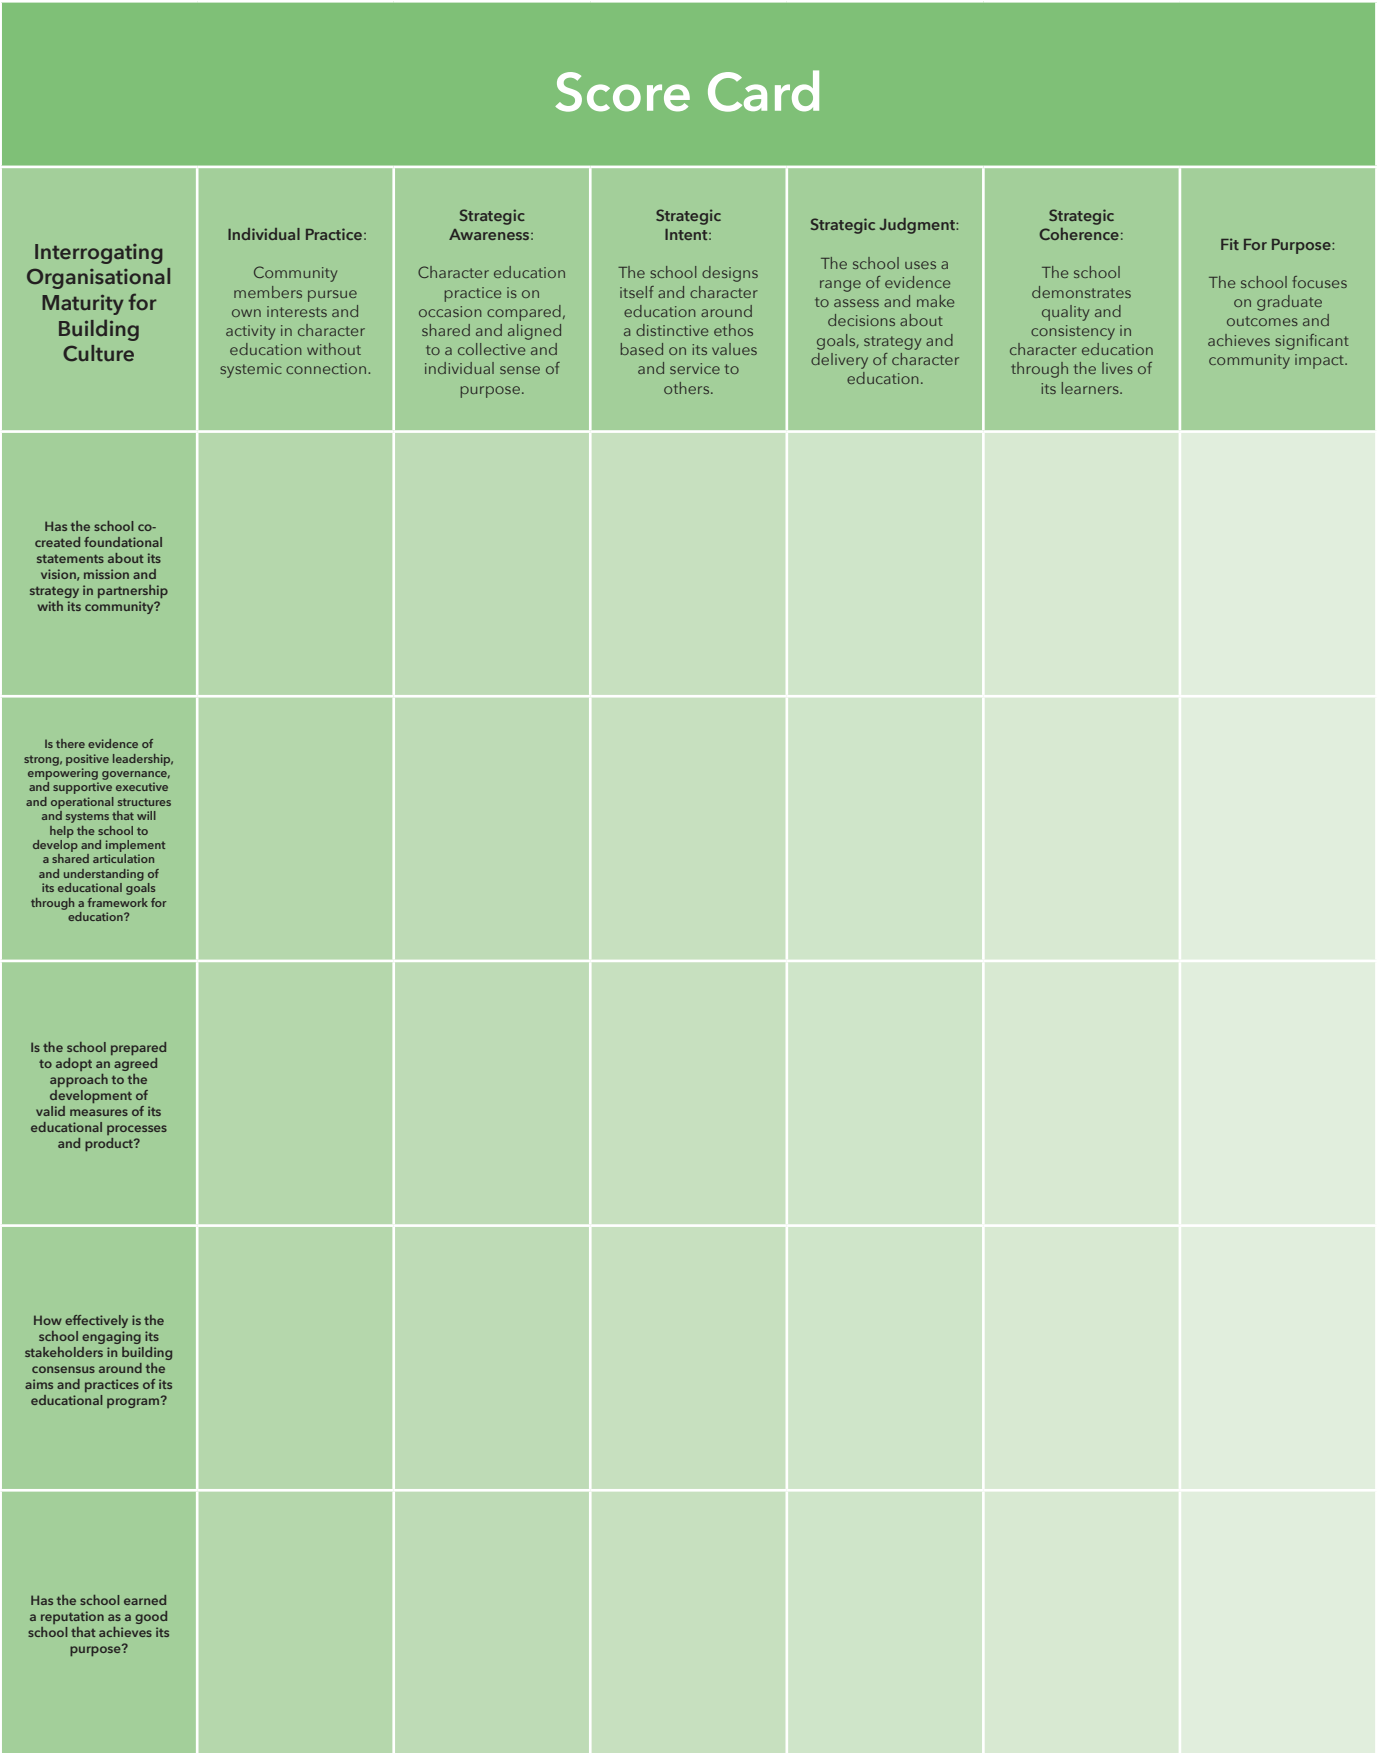 Score Card
Interrogating
Organisational
Maturity for
Building
Culture
Individual Practice:
Community
members pursue
own interests and
activity in character
education without
systemic connection.
Strategic
Awareness:
Character education
practice is on
occasion compared,
shared and aligned
to a collective and
individual sense of
purpose.
Strategic
Intent:
The school designs
itself and character
education around
a distinctive ethos
based on its values
and service to
others.
Strategic Judgment:
The school uses a
range of evidence
to assess and make
decisions about
goals, strategy and
delivery of character
education.
Strategic
Coherence:
The school
demonstrates
quality and
consistency in
character education
through the lives of
its learners.
Fit For Purpose:
The school focuses
on graduate
outcomes and
achieves significant
community impact.
Has the school co-
created foundational
statements about its
vision, mission and
strategy in partnership
with its community?
Is there evidence of
strong, positive leadership,
empowering governance,
and supportive executive
and operational structures
and systems that will
help the school to
develop and implement
a shared articulation
and understanding of
its educational goals
through a framework for
education?
Is the school prepared
to adopt an agreed
approach to the
development of
valid measures of its
educational processes
and product?
How effectively is the
school engaging its
stakeholders in building
consensus around the
aims and practices of its
educational program?
Has the school earned
a reputation as a good
school that achieves its
purpose?